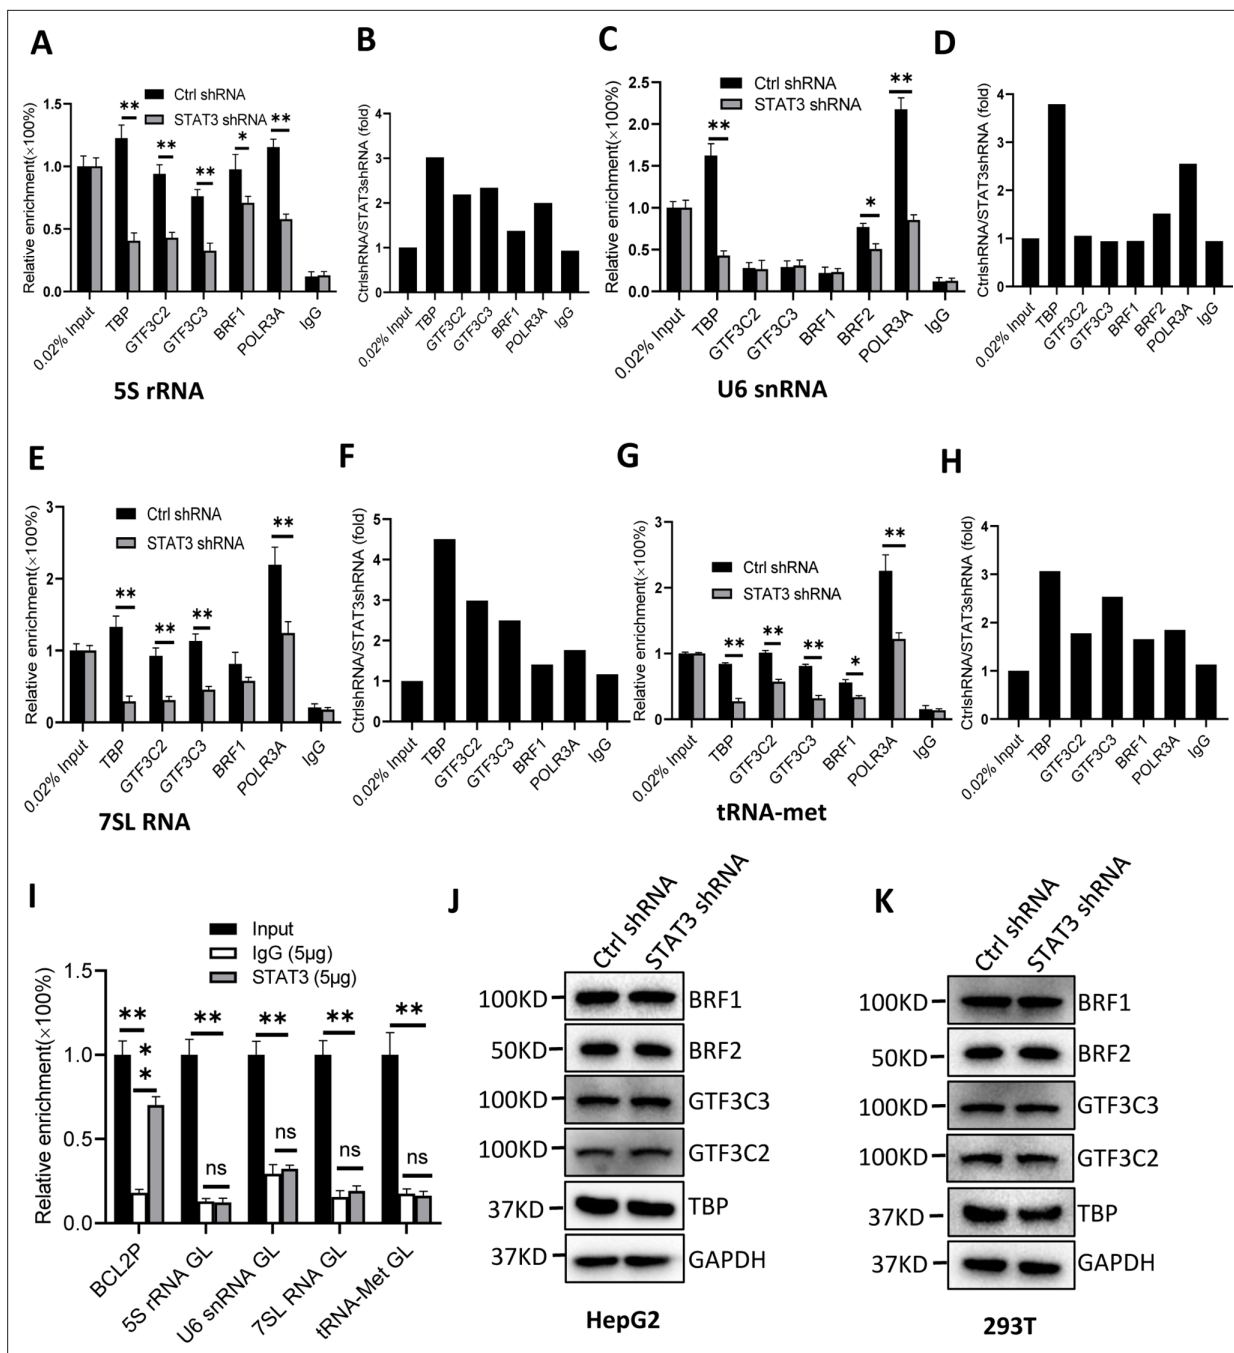 A
Relative enrichment(×100%)
Ctrl shRNA
STAT3 shRNA
1.5
1.0
0.5
0.0
** ** ** * **
0.02% Input TBP GTF3C2 GTF3C3 BRF1 POLR3A IgG
5S rRNA
B
CtrlshRNA/STAT3shRNA (fold)
4
3
2
1
0
0.02% Input TBP GTF3C2 GTF3C3 BRF1 POLR3A IgG
C
Relative enrichment(×100%)
Ctrl shRNA
STAT3 shRNA
2.5
2.0
1.5
1.0
0.5
0.0
** * **
0.02% Input TBP GTF3C2 GTF3C3 BRF1 BRF2 POLR3A IgG
U6 snRNA
D
CtrlshRNA/STAT3shRNA (fold)
4
3
2
1
0
0.02% Input TBP GTF3C2 GTF3C3 BRF1 BRF2 POLR3A IgG
E
Relative enrichment(×100%)
Ctrl shRNA
STAT3 shRNA
3
2
1
0
** ** ** **
0.02% Input TBP GTF3C2 GTF3C3 BRF1 POLR3A IgG
7SL RNA
F
CtrlshRNA/STAT3shRNA (fold)
5
4
3
2
1
0
0.02% Input TBP GTF3C2 GTF3C3 BRF1 POLR3A IgG
G
Relative enrichment(×100%)
Ctrl shRNA
STAT3 shRNA
3
2
1
0
** ** ** * **
0.02% Input TBP GTF3C2 GTF3C3 BRF1 POLR3A IgG
tRNA-met
H
CtrlshRNA/STAT3shRNA (fold)
4
3
2
1
0
0.02% Input TBP GTF3C2 GTF3C3 BRF1 POLR3A IgG
I
Relative enrichment(×100%)
Input
IgG (5μg)
STAT3 (5μg)
1.5
1.0
0.5
0.0
** ** ** ** **
** ns ns ns ns
BCL2P 5S rRNA GL U6 snRNA GL 7SL RNA GL tRNA-Met GL
J
Ctrl shRNA STAT3 shRNA
100KD BRF1
50KD BRF2
100KD GTF3C3
100KD GTF3C2
37KD TBP
37KD GAPDH
HepG2
K
Ctrl shRNA STAT3 shRNA
100KD BRF1
50KD BRF2
100KD GTF3C3
100KD GTF3C2
37KD TBP
37KD GAPDH
293T